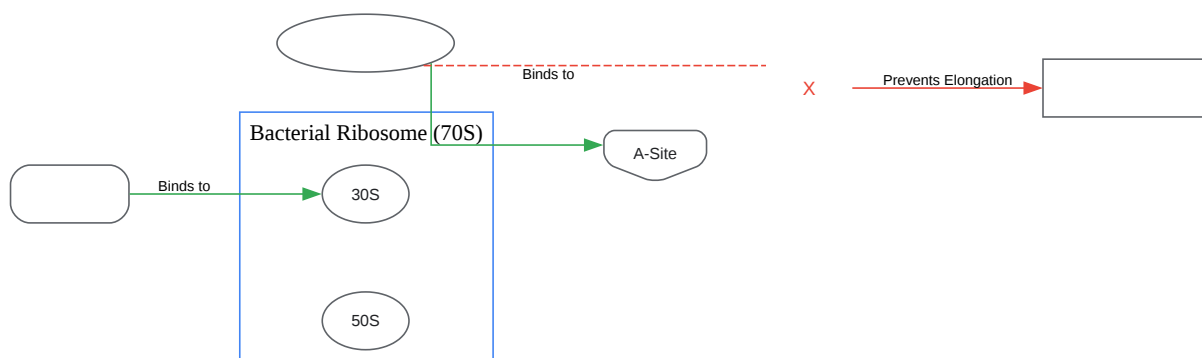 Binds to
X
Prevents Elongation
Bacterial Ribosome (70S)
A-Site
Binds to
30S
50S